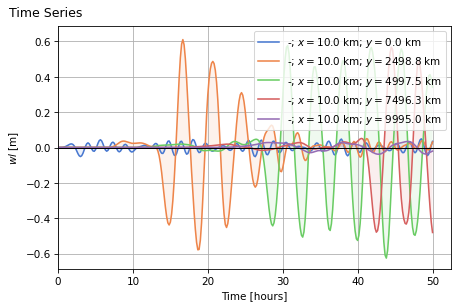 Time Series
-; x = 10.0 km; y = 0.0 km
-; x = 10.0 km; y = 2498.8 km
-; x = 10.0 km; y = 4997.5 km
-; x = 10.0 km; y = 7496.3 km
-; x = 10.0 km; y = 9995.0 km
wl [m]
0.6
0.4
0.2
0.0
−0.2
−0.4
−0.6
0 10 20 30 40 50
Time [hours]